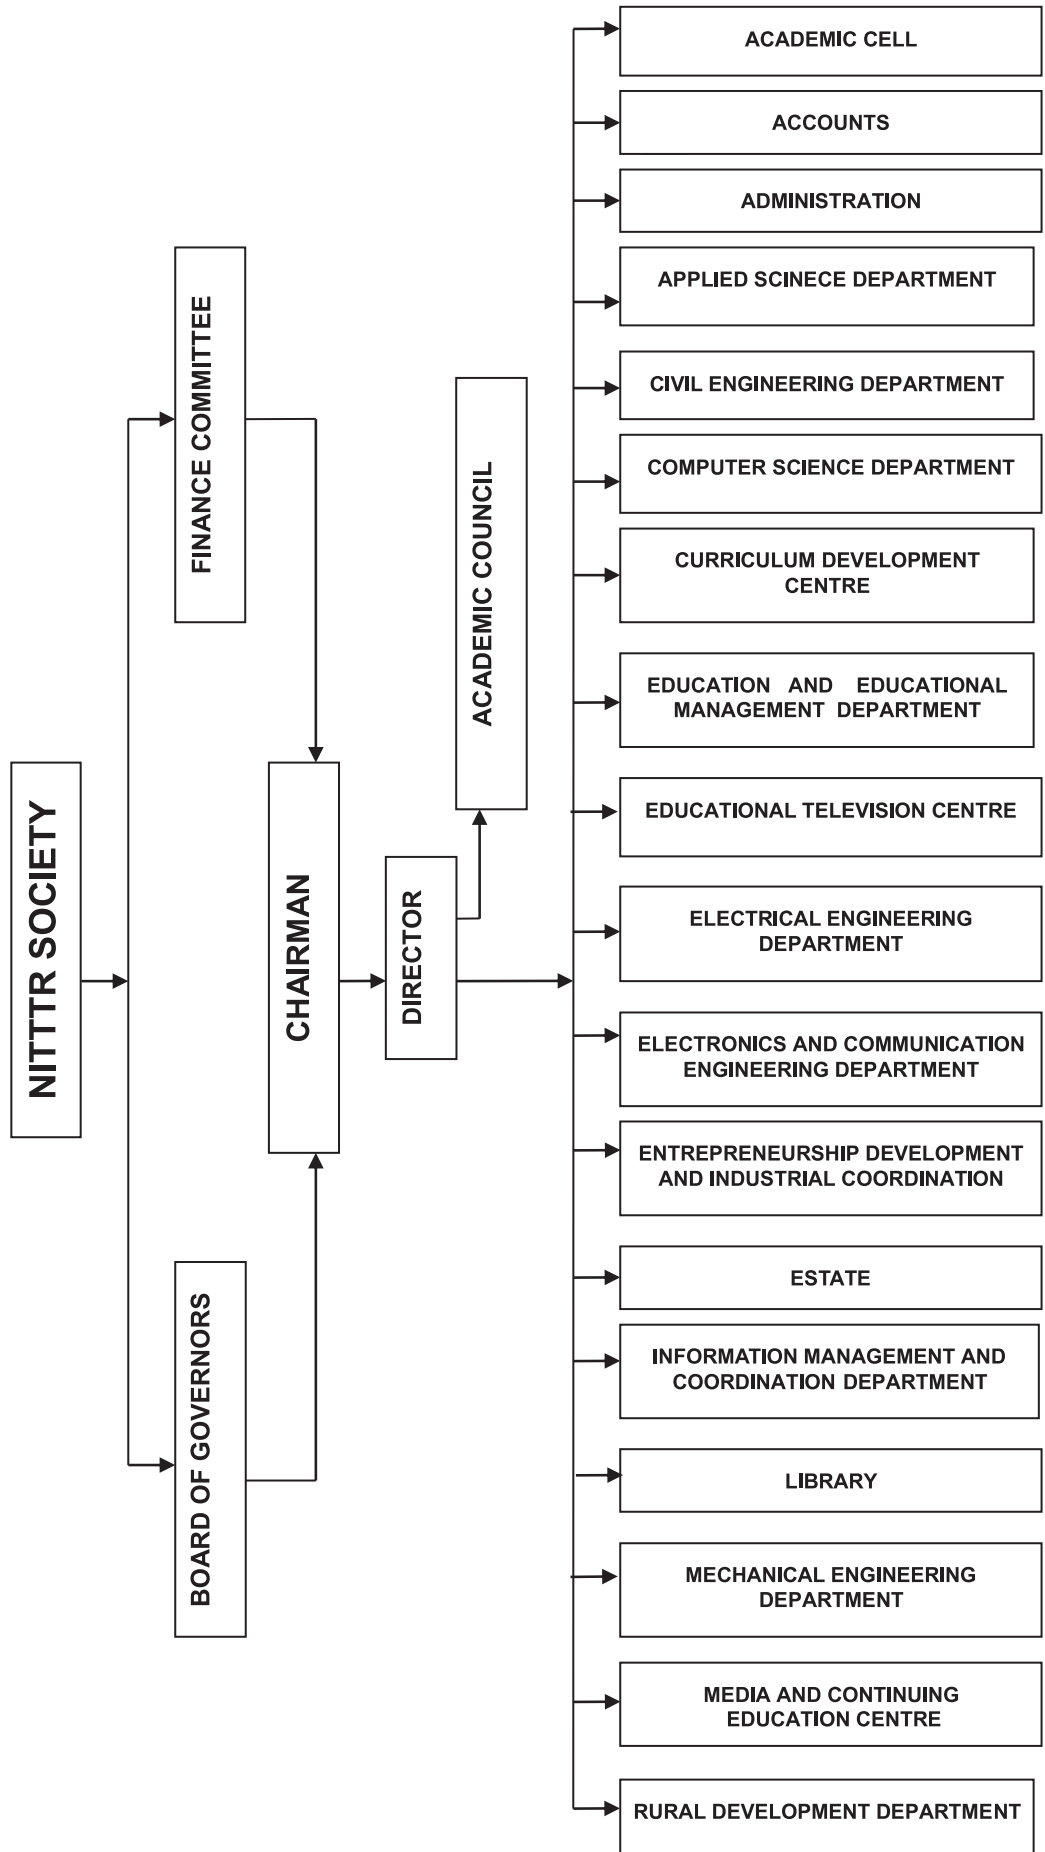 NITTTR SOCIETY
FINANCE COMMITTEE
BOARD OF GOVERNORS
CHAIRMAN
DIRECTOR
ACADEMIC COUNCIL
ACADEMIC CELL
ACCOUNTS
ADMINISTRATION
APPLIED SCINECE DEPARTMENT
CIVIL ENGINEERING DEPARTMENT
COMPUTER SCIENCE DEPARTMENT
CURRICULUM DEVELOPMENT
CENTRE
EDUCATION AND EDUCATIONAL
MANAGEMENT DEPARTMENT
EDUCATIONAL TELEVISION CENTRE
ELECTRICAL ENGINEERING
DEPARTMENT
ELECTRONICS AND COMMUNICATION
ENGINEERING DEPARTMENT
ENTREPRENEURSHIP DEVELOPMENT
AND INDUSTRIAL COORDINATION
ESTATE
INFORMATION MANAGEMENT AND
COORDINATION DEPARTMENT
LIBRARY
MECHANICAL ENGINEERING
DEPARTMENT
MEDIA AND CONTINUING
EDUCATION CENTRE
RURAL DEVELOPMENT DEPARTMENT